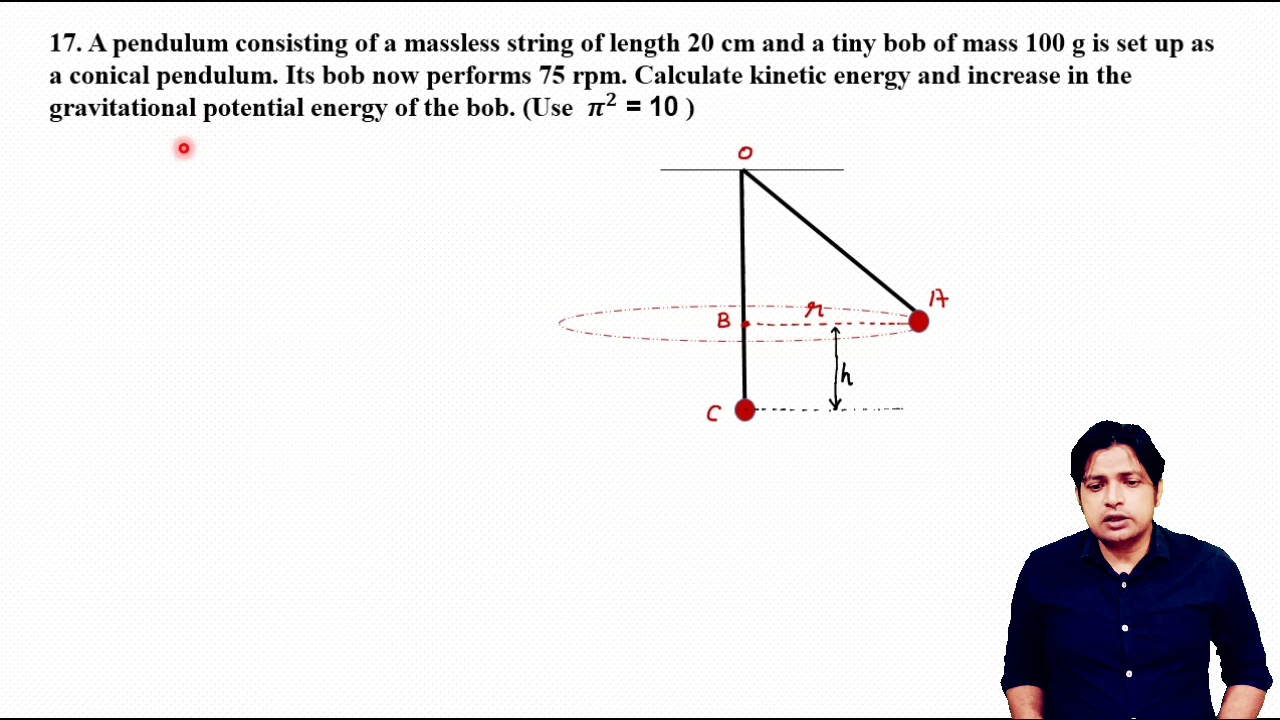 17. A pendulum consisting of a massless string of length 20 cm and a tiny bob of mass 100 g is set up as
a conical pendulum. Its bob now performs 75 rpm. Calculate kinetic energy and increase in the
gravitational potential energy of the bob. (Use π² = 10 )
O
A
r
B
h
C